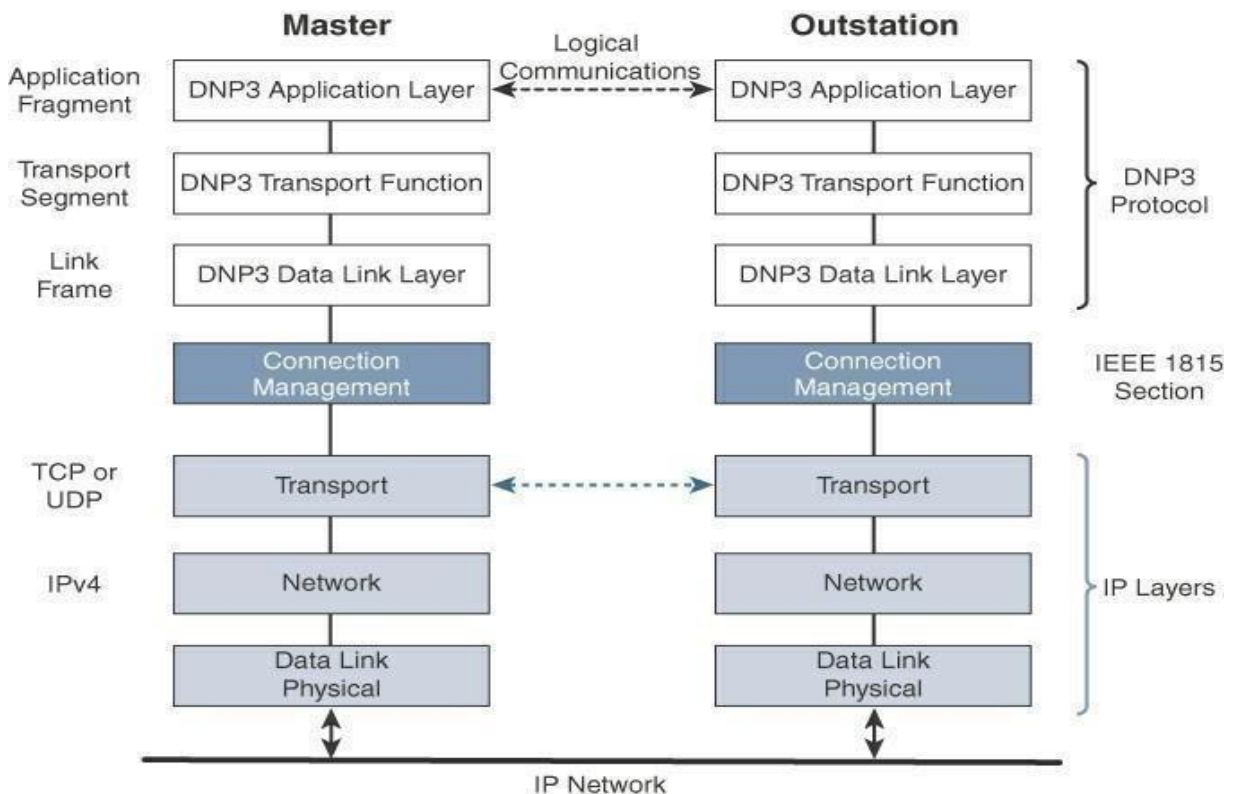 Master
Outstation
Logical
Communications
Application
Fragment
DNP3 Application Layer
DNP3 Application Layer
Transport
Segment
DNP3 Transport Function
DNP3 Transport Function
DNP3
Protocol
Link
Frame
DNP3 Data Link Layer
DNP3 Data Link Layer
Connection
Management
Connection
Management
IEEE 1815
Section
TCP or
UDP
Transport
Transport
IPv4
Network
Network
IP Layers
Data Link
Physical
Data Link
Physical
IP Network